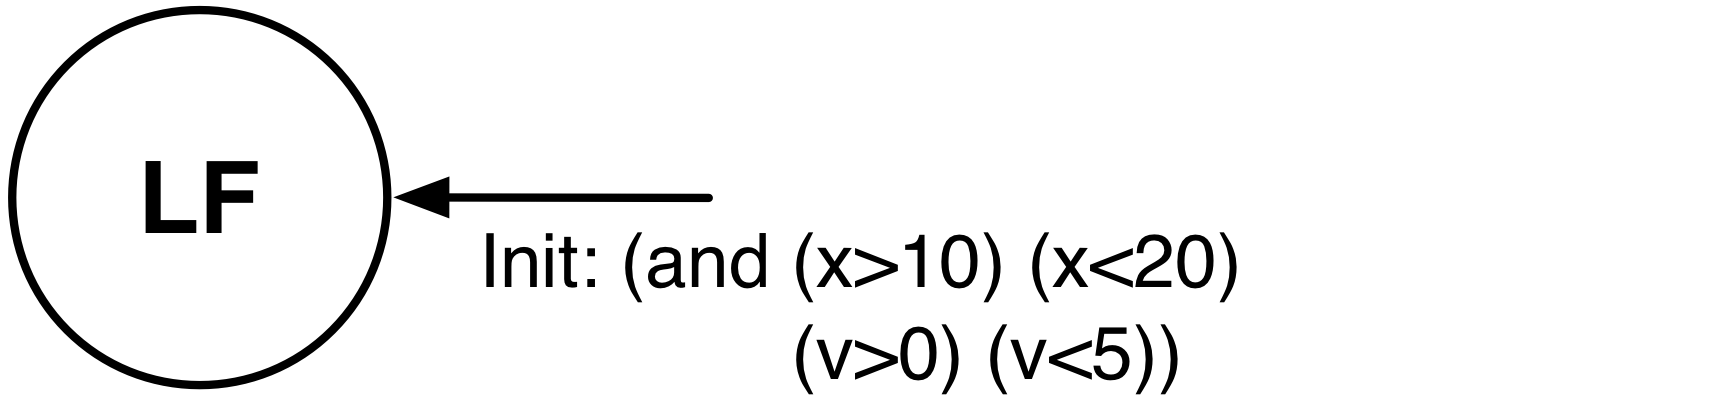 LF
Init: (and (x>10) (x<20)
(v>0) (v<5))